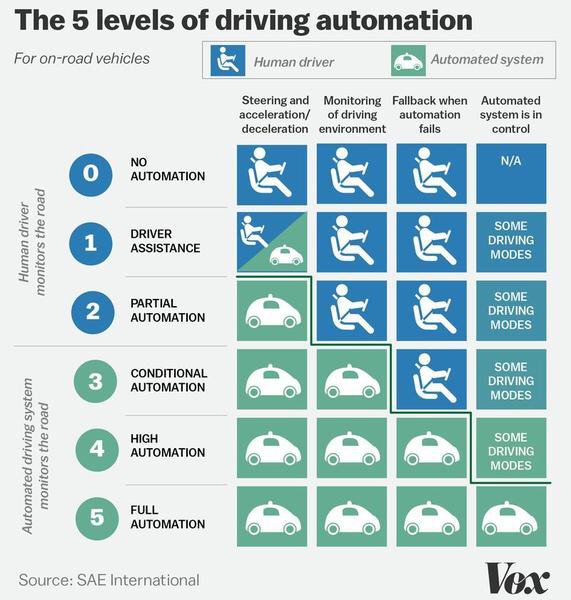 The 5 levels of driving automation
For on-road vehicles
Human driver
Automated system
Steering and
acceleration/
deceleration
Monitoring
of driving
environment
Fallback when
automation
fails
Automated
system is in
control
Human driver
monitors the road
0
NO
AUTOMATION
N/A
1
DRIVER
ASSISTANCE
SOME
DRIVING
MODES
2
PARTIAL
AUTOMATION
SOME
DRIVING
MODES
Automated driving system
monitors the road
3
CONDITIONAL
AUTOMATION
SOME
DRIVING
MODES
4
HIGH
AUTOMATION
SOME
DRIVING
MODES
5
FULL
AUTOMATION
Source: SAE International
Vox